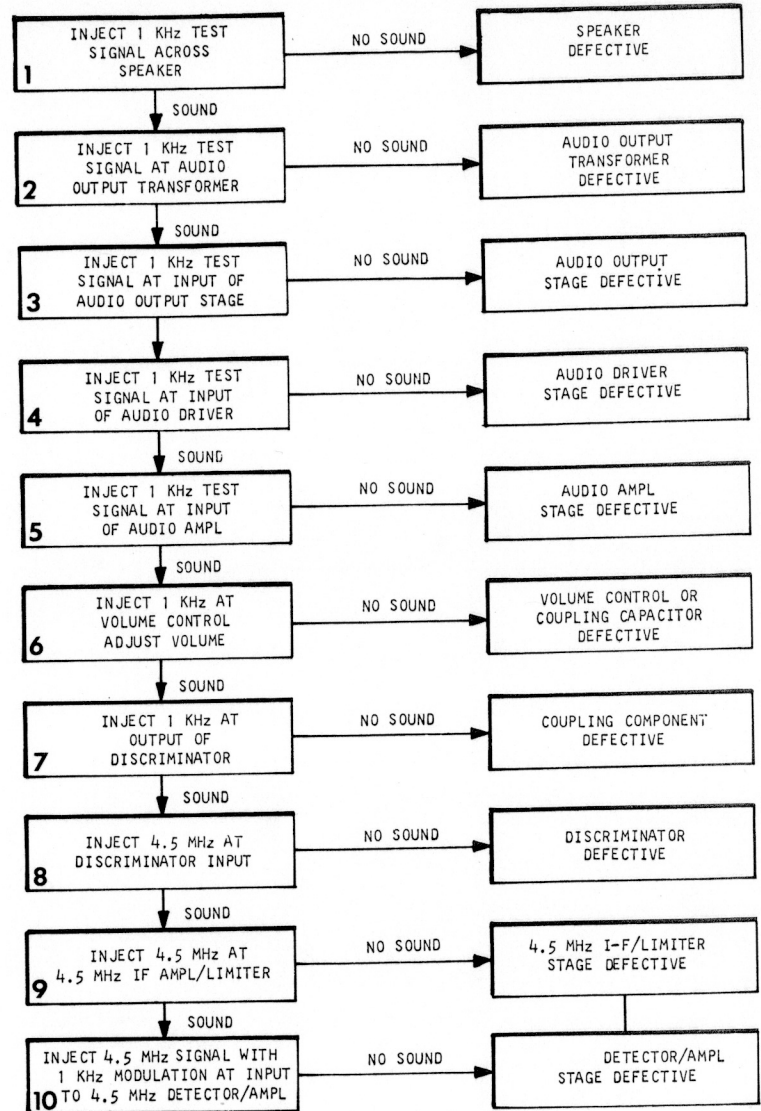 INJECT 1 KHz TEST
SIGNAL ACROSS
SPEAKER
1
NO SOUND
SPEAKER
DEFECTIVE
SOUND
INJECT 1 KHz TEST
SIGNAL AT AUDIO
OUTPUT TRANSFORMER
2
NO SOUND
AUDIO OUTPUT
TRANSFORMER
DEFECTIVE
SOUND
INJECT 1 KHz TEST
SIGNAL AT INPUT OF
AUDIO OUTPUT STAGE
3
NO SOUND
AUDIO OUTPUT
STAGE DEFECTIVE
INJECT 1 KHz TEST
SIGNAL AT INPUT
OF AUDIO DRIVER
4
NO SOUND
AUDIO DRIVER
STAGE DEFECTIVE
SOUND
INJECT 1 KHz TEST
SIGNAL AT INPUT
OF AUDIO AMPL
5
NO SOUND
AUDIO AMPL
STAGE DEFECTIVE
SOUND
INJECT 1 KHz AT
VOLUME CONTROL
ADJUST VOLUME
6
NO SOUND
VOLUME CONTROL OR
COUPLING CAPACITOR
DEFECTIVE
SOUND
INJECT 1 KHz AT
OUTPUT OF
DISCRIMINATOR
7
NO SOUND
COUPLING COMPONENT
DEFECTIVE
SOUND
INJECT 4.5 MHz AT
DISCRIMINATOR INPUT
8
NO SOUND
DISCRIMINATOR
DEFECTIVE
SOUND
INJECT 4.5 MHz AT
4.5 MHz IF AMPL/LIMITER
9
NO SOUND
4.5 MHz I-F/LIMITER
STAGE DEFECTIVE
SOUND
INJECT 4.5 MHz SIGNAL WITH
1 KHz MODULATION AT INPUT
10 TO 4.5 MHz DETECTOR/AMPL
NO SOUND
DETECTOR/AMPL
STAGE DEFECTIVE